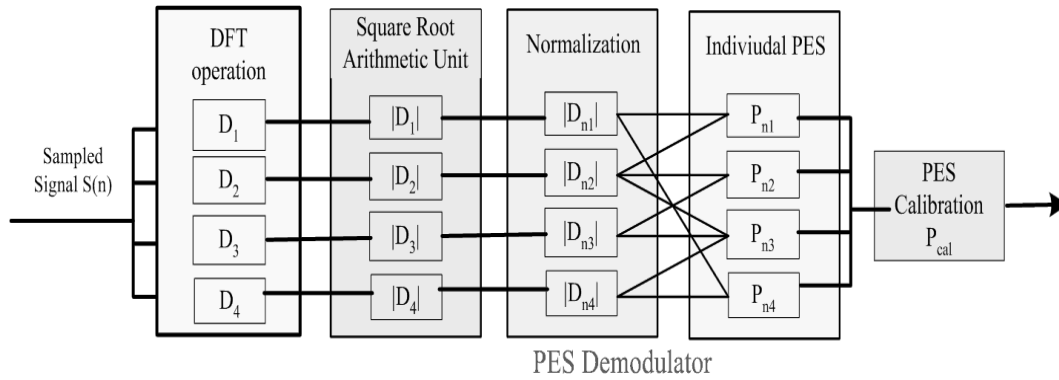 DFT
operation
Square Root
Arithmetic Unit
Normalization
Indiviudal PES
Sampled
Signal S(n)
D1
D2
D3
D4
|D1|
|D2|
|D3|
|D4|
|Dn1|
|Dn2|
|Dn3|
|Dn4|
Pn1
Pn2
Pn3
Pn4
PES
Calibration
Pcal
PES Demodulator